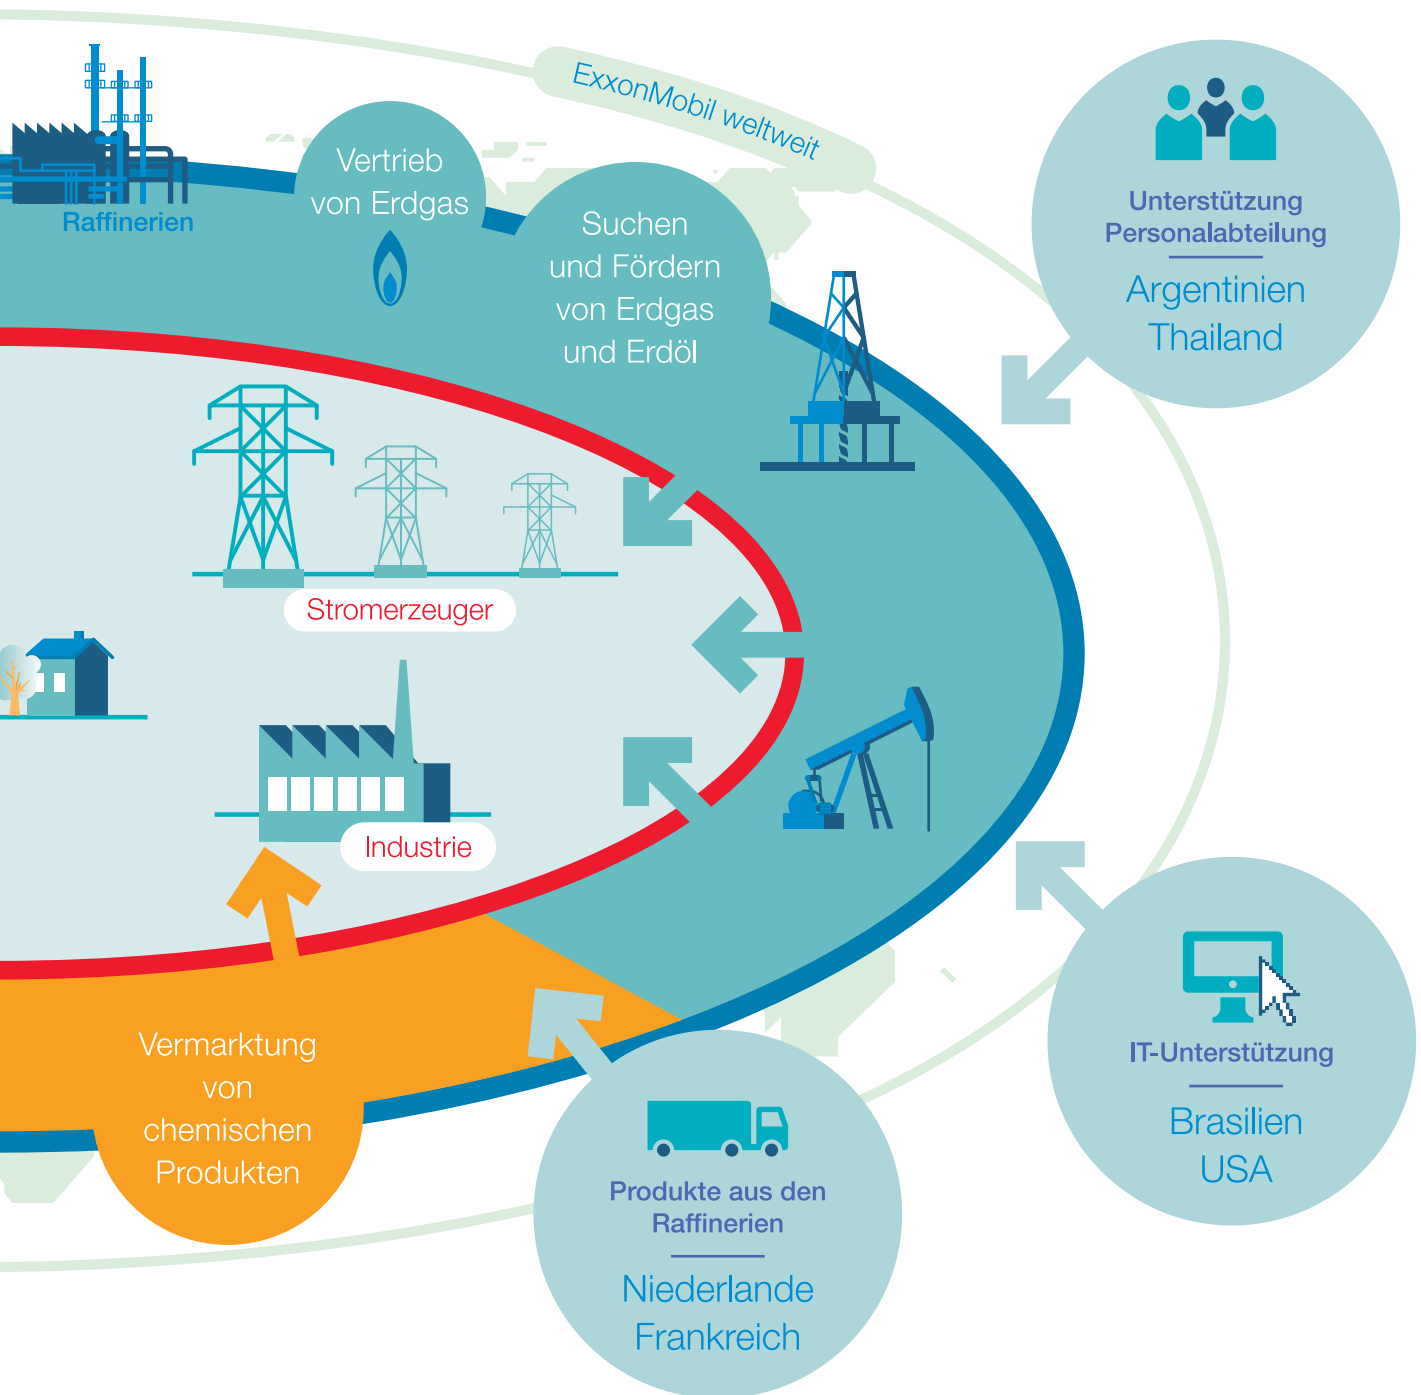 ExxonMobil weltweit
Raffinerien
Vertrieb
von Erdgas
Suchen
und Fördern
von Erdgas
und Erdöl
Unterstützung
Personalabteilung
Argentinien
Thailand
Stromerzeuger
Industrie
Vermarktung
von
chemischen
Produkten
Produkte aus den
Raffinerien
Niederlande
Frankreich
IT-Unterstützung
Brasilien
USA